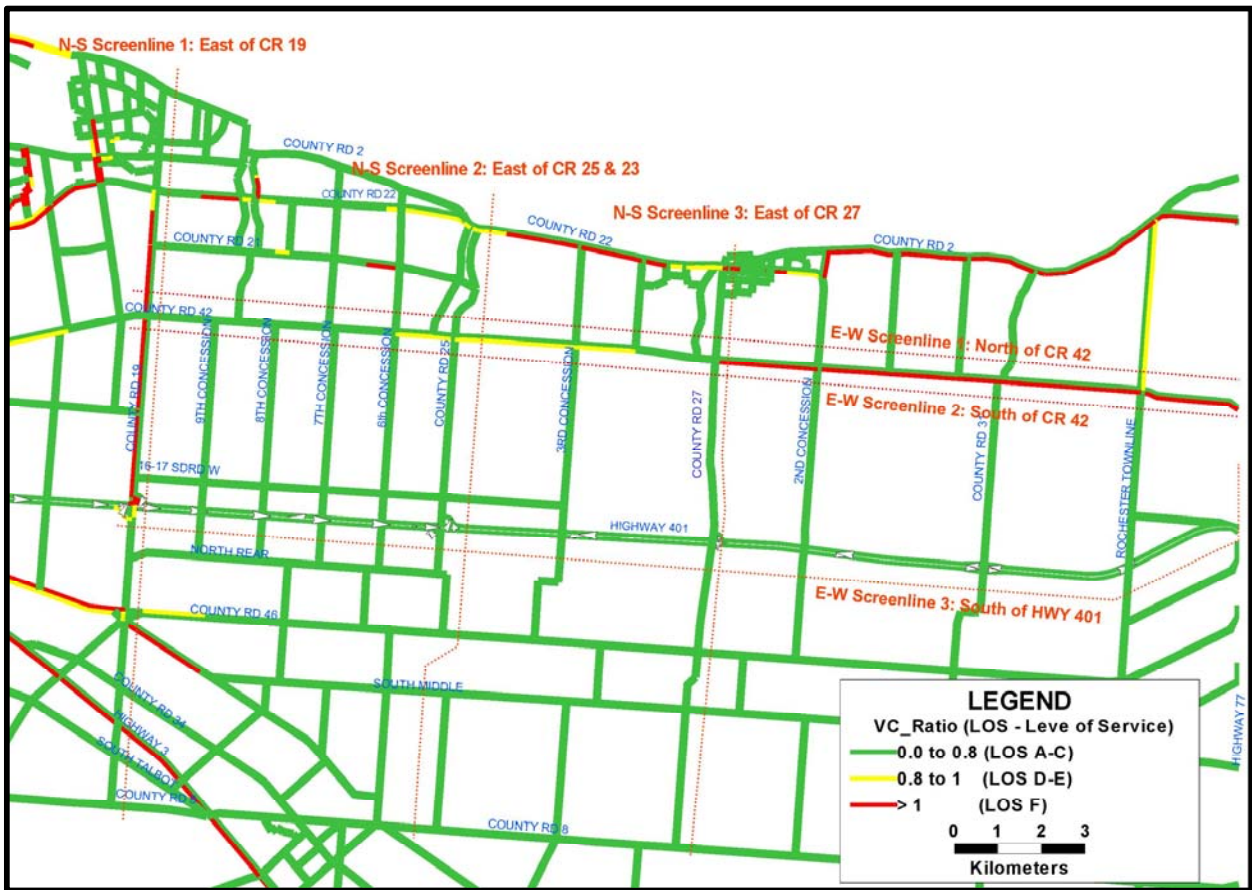 N-S Screenline 1: East of CR 19
COUNTY RD 2
N-S Screenline 2: East of CR 25 & 23
COUNTY RD 22
N-S Screenline 3: East of CR 27
COUNTY RD 22
COUNTY RD 2
COUNTY RD 21
COUNTY RD 42
E-W Screenline 1: North of CR 42
E-W Screenline 2: South of CR 42
COUNTY RD 19
9TH CONCESSION
8TH CONCESSION
7TH CONCESSION
6th CONCESSION
COUNTY RD 25
3RD CONCESSION
COUNTY RD 27
2ND CONCESSION
COUNTY RD 31
ROCHESTER TOWNLINE
16-17 SDRD W
HIGHWAY 401
NORTH REAR
E-W Screenline 3: South of HWY 401
COUNTY RD 46
SOUTH MIDDLE
COUNTY RD 34
HIGHWAY 3
SOUTH TALBOT
COUNTY RD 8
HIGHWAY 77
LEGEND
VC_Ratio (LOS - Leve of Service)
0.0 to 0.8 (LOS A-C)
0.8 to 1 (LOS D-E)
> 1 (LOS F)
0 1 2 3
Kilometers